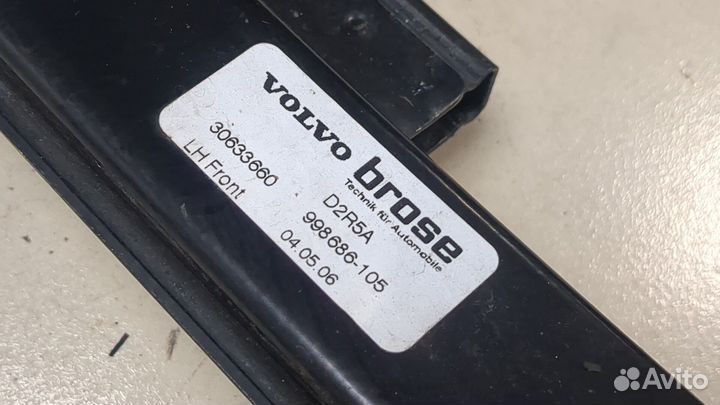 VOLVO brose
Technik für Automobile
30633660 D2R5A
LH Front 998686-105
04.05.06
Avito